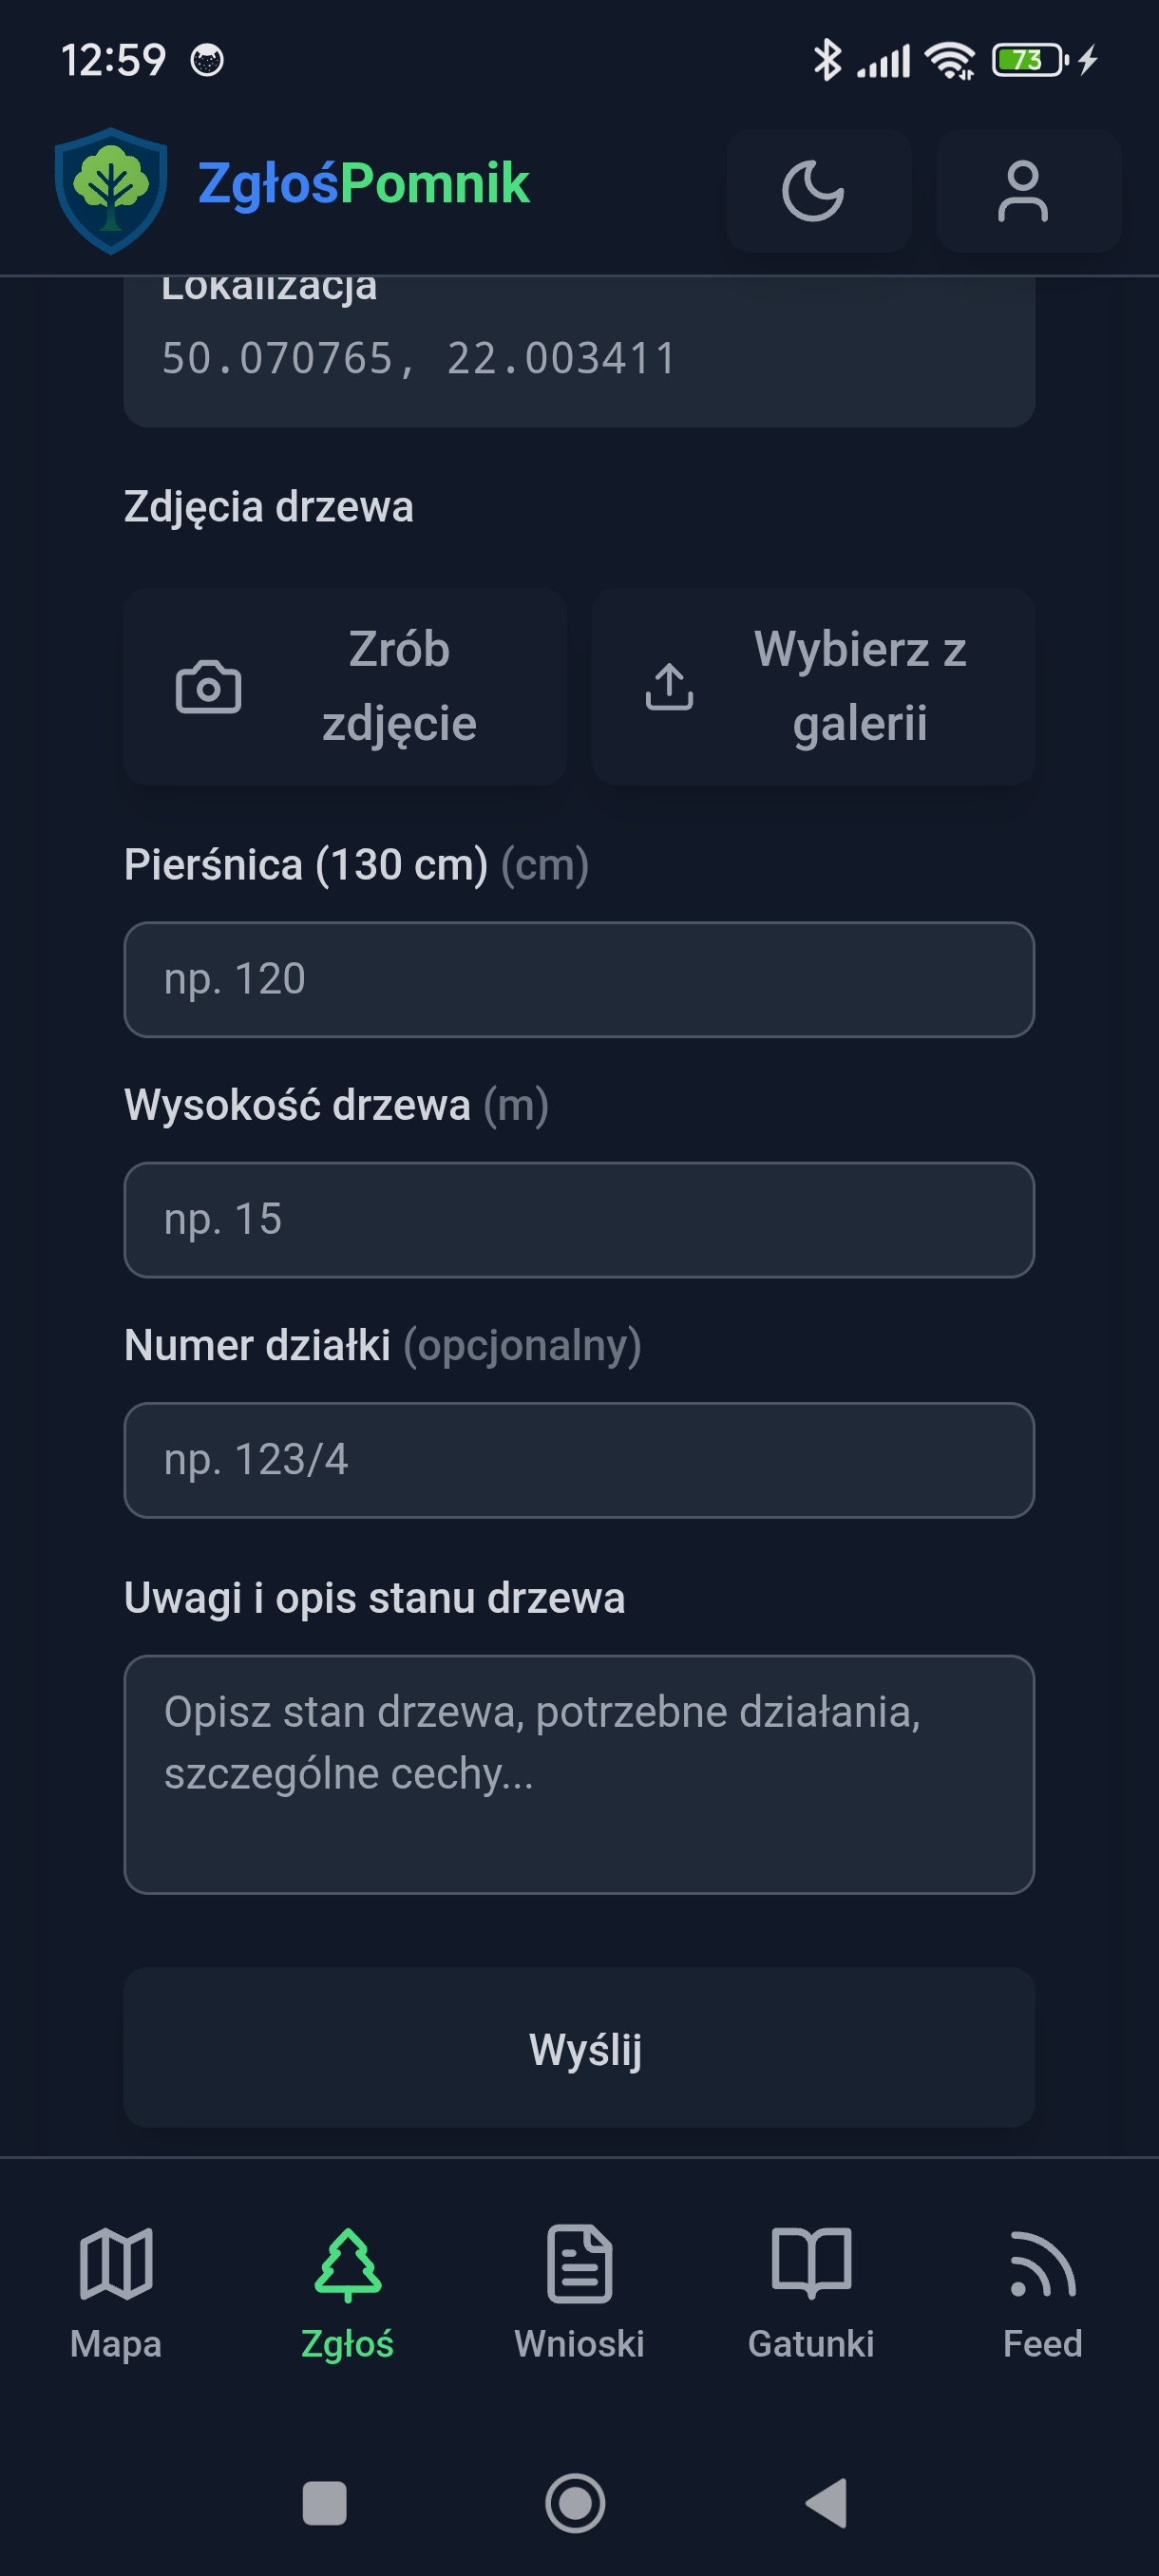 12:59
73
ZgłośPomnik
Lokalizacja
50.070765, 22.003411
Zdjęcia drzewa
Zrób
zdjęcie
Wybierz z
galerii
Pierśnica (130 cm) (cm)
np. 120
Wysokość drzewa (m)
np. 15
Numer działki (opcjonalny)
np. 123/4
Uwagi i opis stanu drzewa
Opisz stan drzewa, potrzebne działania,
szczególne cechy...
Wyślij
Mapa
Zgłoś
Wnioski
Gatunki
Feed